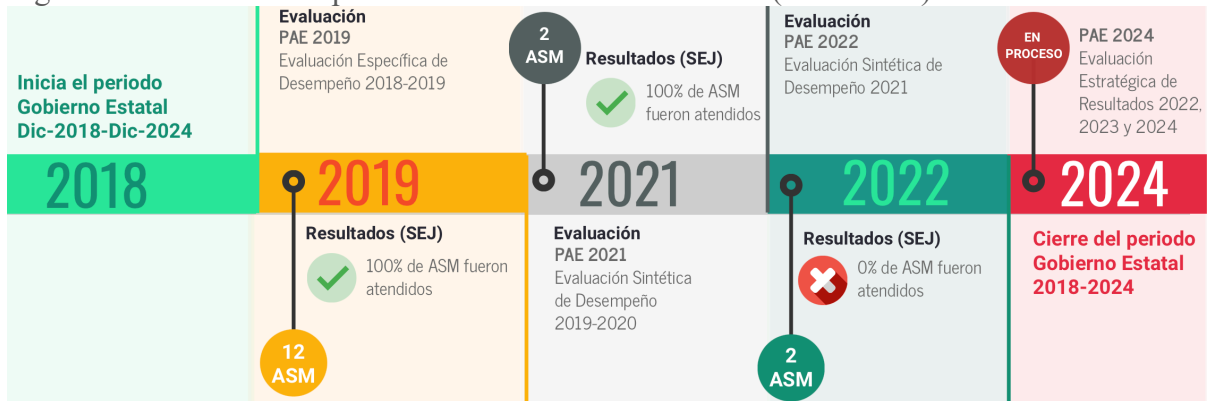 Inicia el periodo
Gobierno Estatal
Dic-2018-Dic-2024
2018
Evaluación
PAE 2019
Evaluación Específica de
Desempeño 2018-2019
2019
Resultados (SEJ)
100% de ASM fueron
atendidos
12
ASM
2
ASM
Resultados (SEJ)
100% de ASM
fueron atendidos
2021
Evaluación
PAE 2021
Evaluación Sintética
de Desempeño
2019-2020
Evaluación
PAE 2022
Evaluación Sintética de
Desempeño 2021
2022
Resultados (SEJ)
0% de ASM fueron
atendidos
2
ASM
EN
PROCESO
PAE 2024
Evaluación
Estratégica de
Resultados 2022,
2023 y 2024
2024
Cierre del periodo
Gobierno Estatal
2018-2024